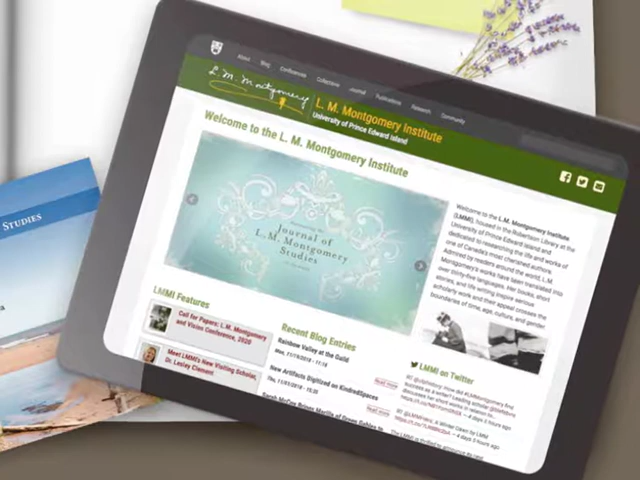 STUDIES
About Blog Conferences Collections Journal Publications Research Community
L. M. Montgomery
L. M. Montgomery Institute
University of Prince Edward Island
Welcome to the L. M. Montgomery Institute
Journal of
L. M. Montgomery
Studies
Welcome to the L. M. Montgomery Institute
(LMMI), housed in the Robertson Library at the
University of Prince Edward Island and
dedicated to researching the life and works of
one of Canada's most cherished authors.
Admired by readers around the world, L.M.
Montgomery's works have been translated into
over thirty-five languages. Her books, short
stories, and life writing inspire serious
scholarly work and their appeal crosses the
boundaries of time, age, culture, and gender.
LMMI Features
Call for Papers: L. M. Montgomery
and Vision Conference, 2020
Meet LMMI's New Visiting Scholar,
Dr. Lesley Clement
Recent Blog Entries
Rainbow Valley at the Guild
Mon, 11/19/2018 - 11:19
Read more
New Artifacts Digitized on KindredSpaces
Read more
LMMI on Twitter